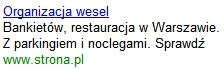 Organizacja wesel
Bankietów, restauracja w Warszawie.
Z parkingiem i noclegami. Sprawdź
www.strona.pl